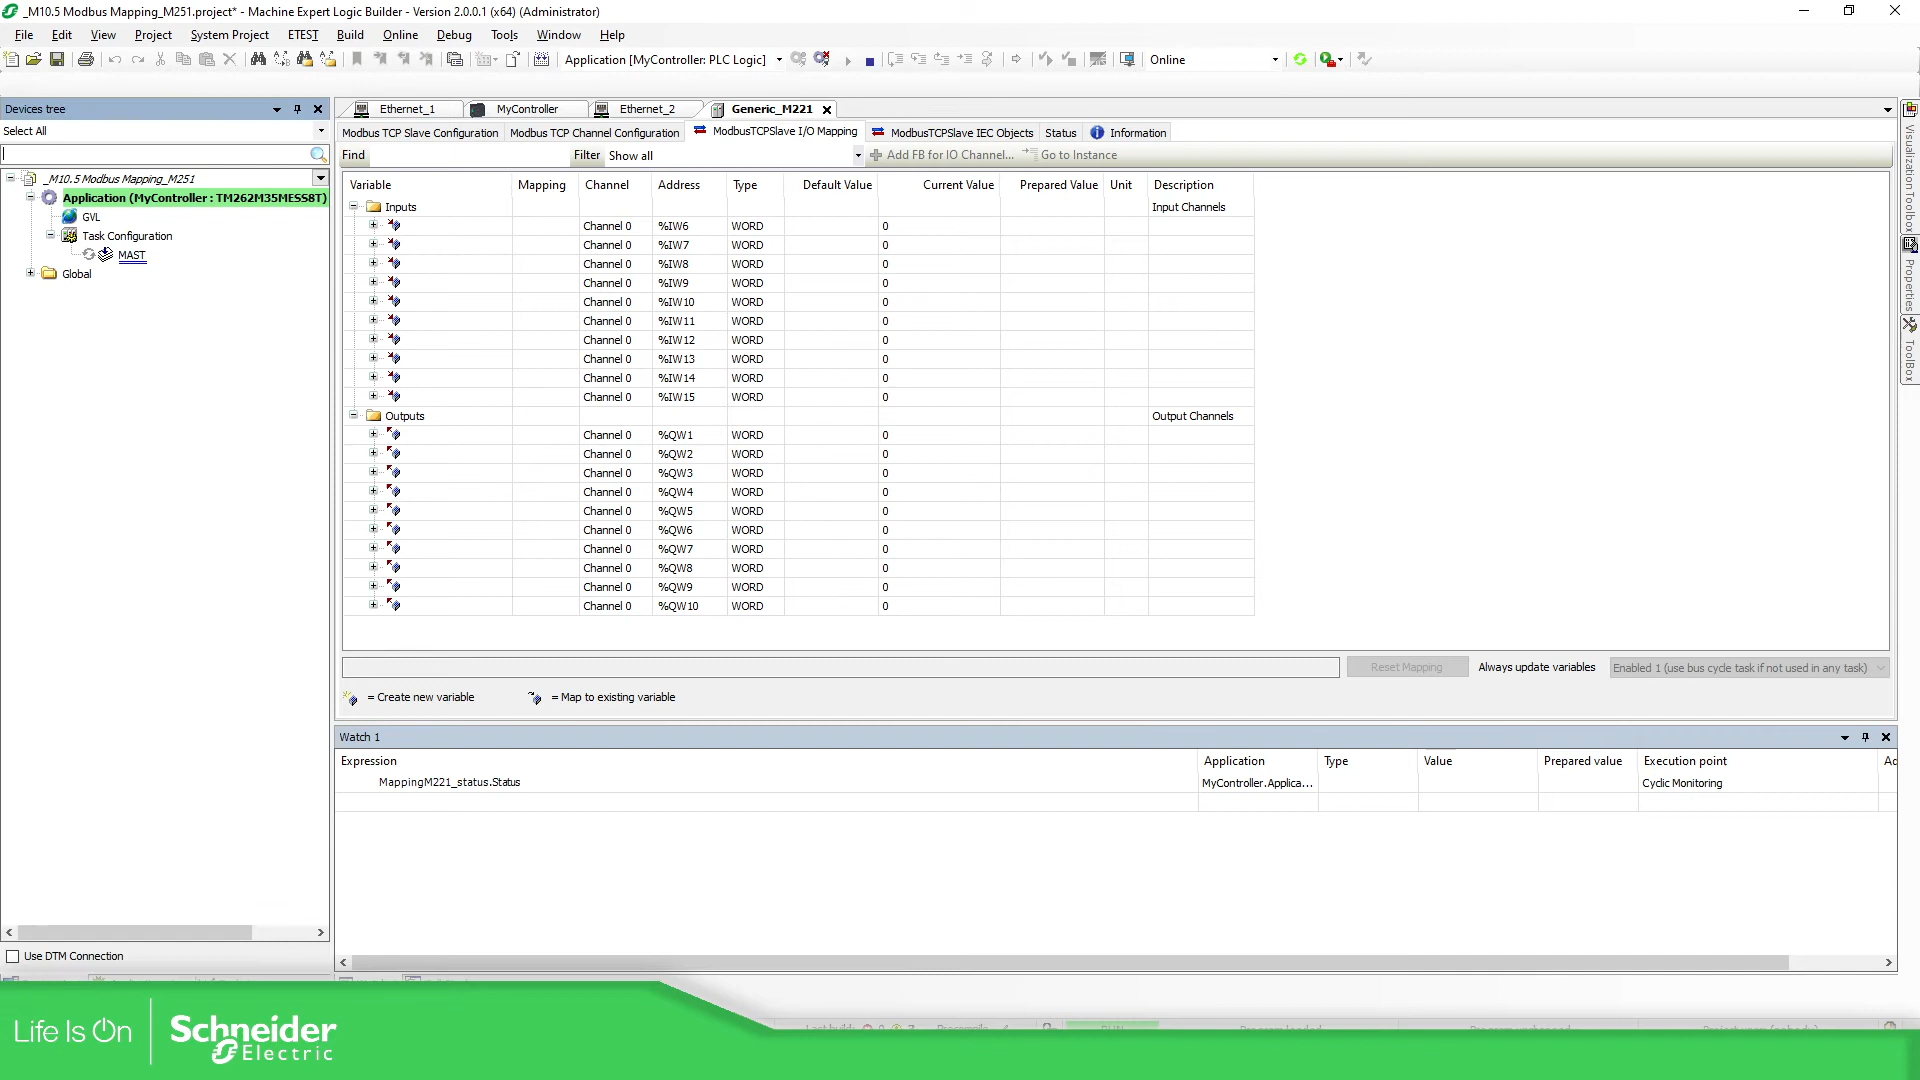 _M10.5 Modbus Mapping_M251.project* - Machine Expert Logic Builder - Version 2.0.0.1 (x64) (Administrator)
File Edit View Project System Project ETEST Build Online Debug Tools Window Help
Application [MyController: PLC Logic] Online
Devices tree
Select All
_M10.5 Modbus Mapping_M251
Application (MyController : TM262M35MESS8T)
GVL
Task Configuration
MAST
Global
Use DTM Connection
Ethernet_1 MyController Ethernet_2 Generic_M221
Modbus TCP Slave Configuration Modbus TCP Channel Configuration ModbusTCPSlave I/O Mapping ModbusTCPSlave IEC Objects Status Information
Find Filter Show all Add FB for IO Channel... Go to Instance
Variable Mapping Channel Address Type Default Value Current Value Prepared Value Unit Description
Inputs Input Channels
Channel 0 %IW6 WORD 0
Channel 0 %IW7 WORD 0
Channel 0 %IW8 WORD 0
Channel 0 %IW9 WORD 0
Channel 0 %IW10 WORD 0
Channel 0 %IW11 WORD 0
Channel 0 %IW12 WORD 0
Channel 0 %IW13 WORD 0
Channel 0 %IW14 WORD 0
Channel 0 %IW15 WORD 0
Outputs Output Channels
Channel 0 %QW1 WORD 0
Channel 0 %QW2 WORD 0
Channel 0 %QW3 WORD 0
Channel 0 %QW4 WORD 0
Channel 0 %QW5 WORD 0
Channel 0 %QW6 WORD 0
Channel 0 %QW7 WORD 0
Channel 0 %QW8 WORD 0
Channel 0 %QW9 WORD 0
Channel 0 %QW10 WORD 0
Reset Mapping Always update variables Enabled 1 (use bus cycle task if not used in any task)
= Create new variable = Map to existing variable
Watch 1
Expression Application Type Value Prepared value Execution point
MappingM221_status.Status MyController.Applica... Cyclic Monitoring
Visualization Toolbox
Properties
ToolBox
Life Is On
Schneider
Electric